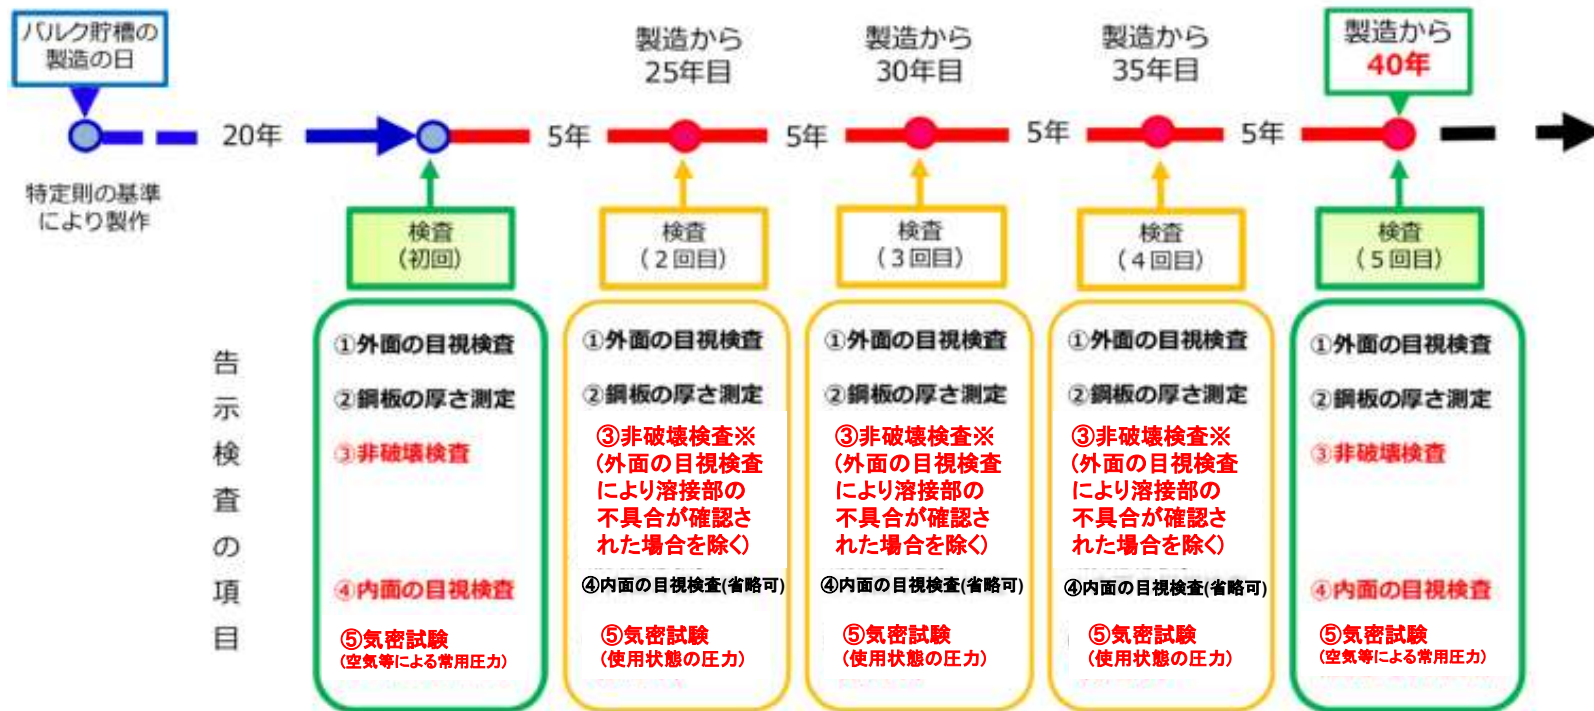 バルク貯槽の
製造の日
製造から
25年目
製造から
30年目
製造から
35年目
製造から
40年
20年
5年
5年
5年
5年
特定則の基準
により製作
検査
(初回)
検査
(２回目)
検査
(３回目)
検査
(４回目)
検査
(５回目)
告示検査の項目
①外面の目視検査
②鋼板の厚さ測定
③非破壊検査
④内面の目視検査
⑤気密試験
(空気等による常用圧力)
①外面の目視検査
②鋼板の厚さ測定
③非破壊検査※
(外面の目視検査
により溶接部の
不具合が確認さ
れた場合を除く)
④内面の目視検査(省略可)
⑤気密試験
(使用状態の圧力)
①外面の目視検査
②鋼板の厚さ測定
③非破壊検査※
(外面の目視検査
により溶接部の
不具合が確認さ
れた場合を除く)
④内面の目視検査(省略可)
⑤気密試験
(使用状態の圧力)
①外面の目視検査
②鋼板の厚さ測定
③非破壊検査※
(外面の目視検査
により溶接部の
不具合が確認さ
れた場合を除く)
④内面の目視検査(省略可)
⑤気密試験
(使用状態の圧力)
①外面の目視検査
②鋼板の厚さ測定
③非破壊検査
④内面の目視検査
⑤気密試験
(空気等による常用圧力)